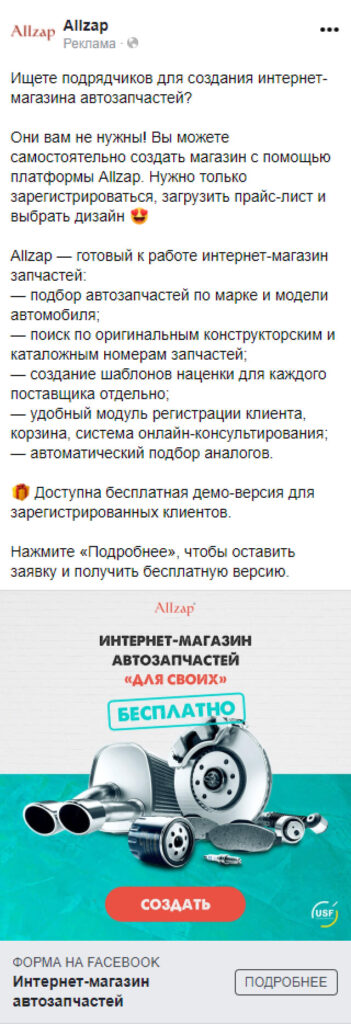 Allzap
Allzap
Реклама ·
Ищете подрядчиков для создания интернет-
магазина автозапчастей?
Они вам не нужны! Вы можете
самостоятельно создать магазин с помощью
платформы Allzap. Нужно только
зарегистрироваться, загрузить прайс-лист и
выбрать дизайн 🤩
Allzap — готовый к работе интернет-магазин
запчастей:
— подбор автозапчастей по марке и модели
автомобиля;
— поиск по оригинальным конструкторским и
каталожным номерам запчастей;
— создание шаблонов наценки для каждого
поставщика отдельно;
— удобный модуль регистрации клиента,
корзина, система онлайн-консультирования;
— автоматический подбор аналогов.
🎁 Доступна бесплатная демо-версия для
зарегистрированных клиентов.
Нажмите «Подробнее», чтобы оставить
заявку и получить бесплатную версию.
Allzap
ИНТЕРНЕТ-МАГАЗИН
АВТОЗАПЧАСТЕЙ
«ДЛЯ СВОИХ»
БЕСПЛАТНО
СОЗДАТЬ
USF
ФОРМА НА FACEBOOK
Интернет-магазин
автозапчастей
ПОДРОБНЕЕ